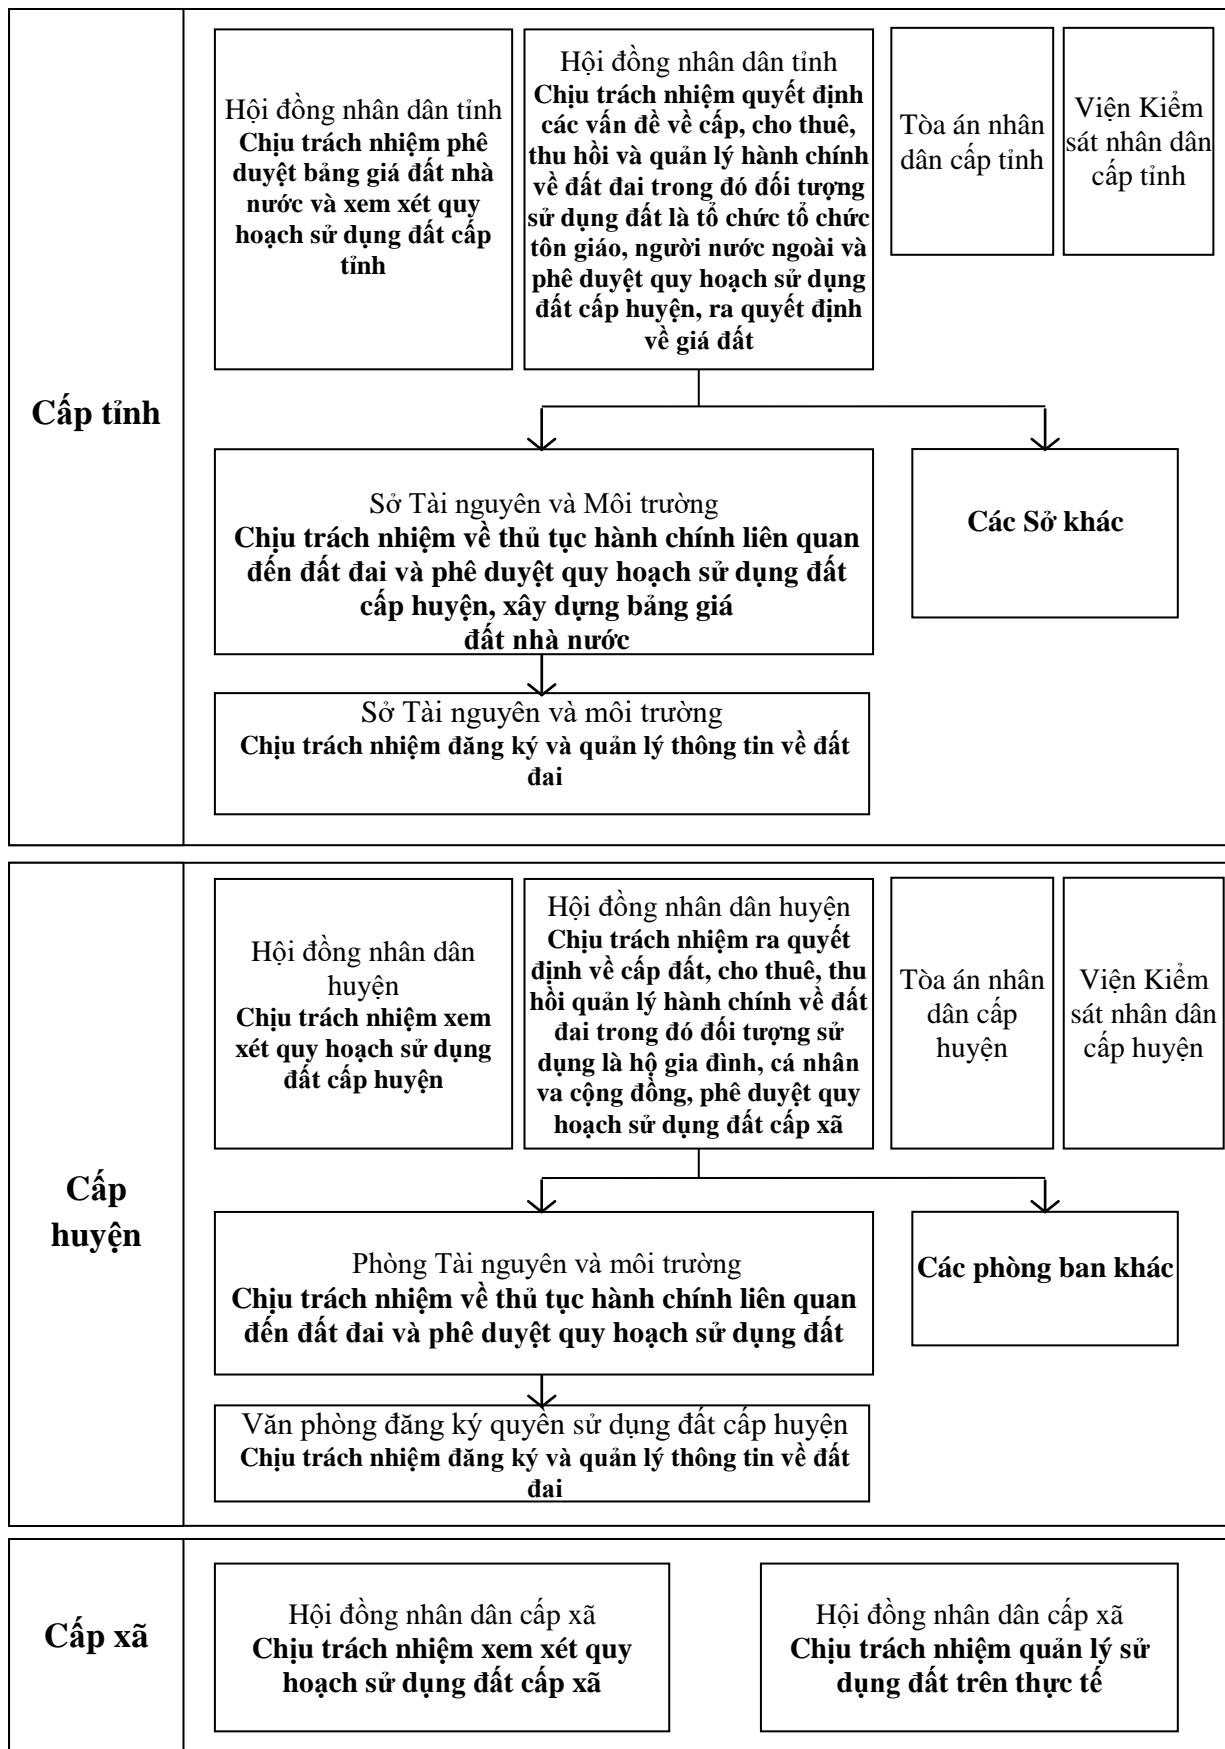 Cấp tỉnh
Hội đồng nhân dân tỉnh
Chịu trách nhiệm phê
duyệt bảng giá đất nhà
nước và xem xét quy
hoạch sử dụng đất cấp
tỉnh
Hội đồng nhân dân tỉnh
Chịu trách nhiệm quyết định
các vấn đề về cấp, cho thuê,
thu hồi và quản lý hành chính
về đất đai trong đó đối tượng
sử dụng đất là tổ chức tổ chức
tôn giáo, người nước ngoài và
phê duyệt quy hoạch sử dụng
đất cấp huyện, ra quyết định
về giá đất
Tòa án nhân
dân cấp tỉnh
Viện Kiểm
sát nhân dân
cấp tỉnh
Sở Tài nguyên và Môi trường
Chịu trách nhiệm về thủ tục hành chính liên quan
đến đất đai và phê duyệt quy hoạch sử dụng đất
cấp huyện, xây dựng bảng giá
đất nhà nước
Các Sở khác
Sở Tài nguyên và môi trường
Chịu trách nhiệm đăng ký và quản lý thông tin về đất
đai
Cấp
huyện
Hội đồng nhân dân
huyện
Chịu trách nhiệm xem
xét quy hoạch sử dụng
đất cấp huyện
Hội đồng nhân dân huyện
Chịu trách nhiệm ra quyết
định về cấp đất, cho thuê, thu
hồi quản lý hành chính về đất
đai trong đó đối tượng sử
dụng là hộ gia đình, cá nhân
va cộng đồng, phê duyệt quy
hoạch sử dụng đất cấp xã
Tòa án nhân
dân cấp
huyện
Viện Kiểm
sát nhân dân
cấp huyện
Phòng Tài nguyên và môi trường
Chịu trách nhiệm về thủ tục hành chính liên quan
đến đất đai và phê duyệt quy hoạch sử dụng đất
Các phòng ban khác
Văn phòng đăng ký quyền sử dụng đất cấp huyện
Chịu trách nhiệm đăng ký và quản lý thông tin về đất
đai
Cấp xã
Hội đồng nhân dân cấp xã
Chịu trách nhiệm xem xét quy
hoạch sử dụng đất cấp xã
Hội đồng nhân dân cấp xã
Chịu trách nhiệm quản lý sử
dụng đất trên thực tế